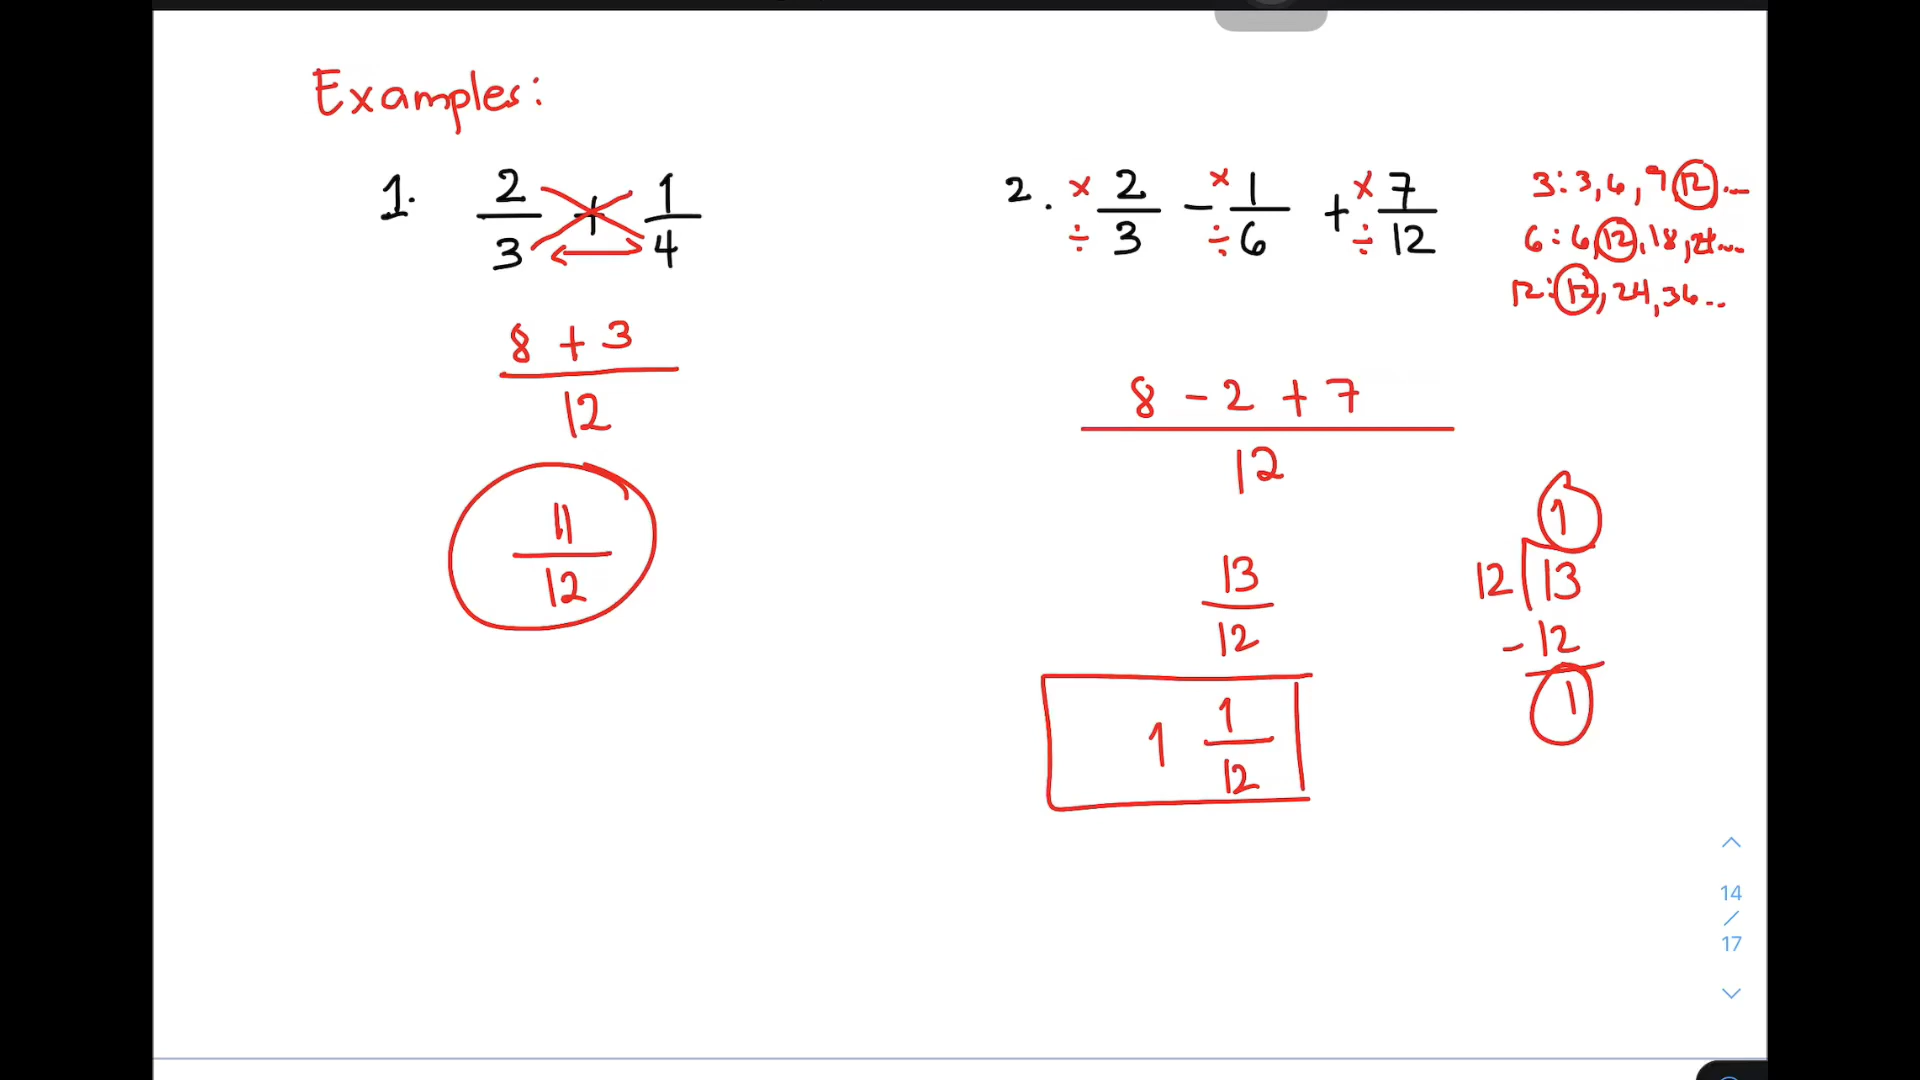 Examples:
1. 2/3 + 1/4
8 + 3
12
11
12
2. × 2 × 1 × 7
÷ 3 − ÷ 6 + ÷ 12
3: 3, 6, 9 12 ...
6: 6, 12, 18, 24...
12: 12, 24, 36...
8 - 2 + 7
12
13
12
1 1/12
1
12 13
- 12
1
14
/
17